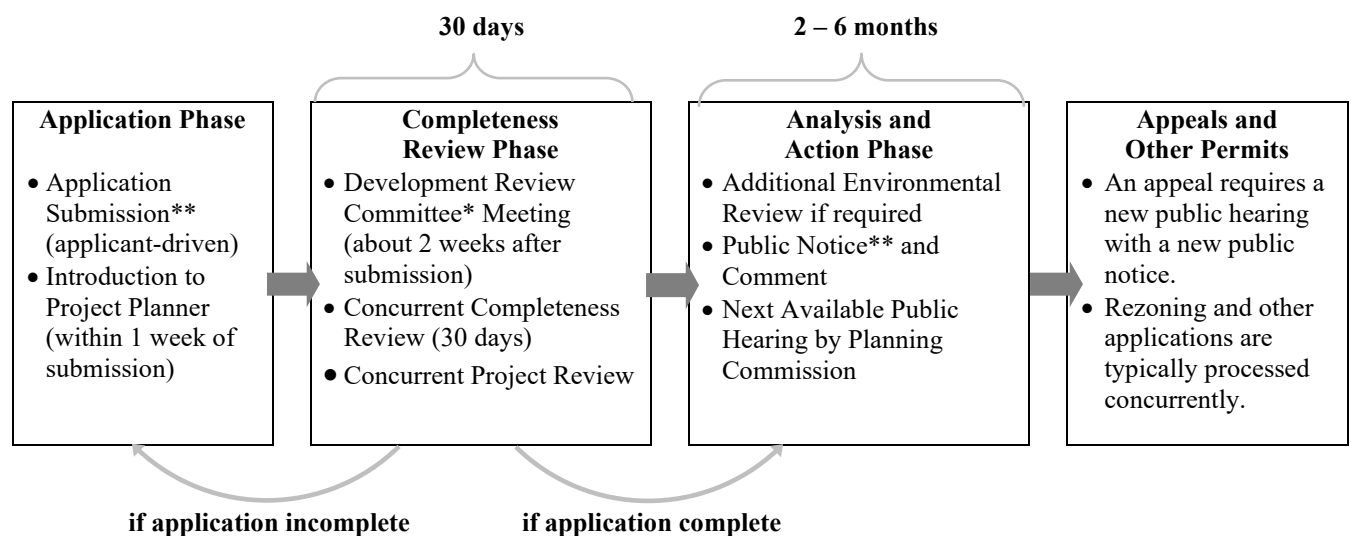 30 days
2 – 6 months
Application Phase
• Application
Submission**
(applicant-driven)
• Introduction to
Project Planner
(within 1 week of
submission)
Completeness
Review Phase
• Development Review
Committee* Meeting
(about 2 weeks after
submission)
• Concurrent Completeness
Review (30 days)
• Concurrent Project Review
Analysis and
Action Phase
• Additional Environmental
Review if required
• Public Notice** and
Comment
• Next Available Public
Hearing by Planning
Commission
Appeals and
Other Permits
• An appeal requires a
new public hearing
with a new public
notice.
• Rezoning and other
applications are
typically processed
concurrently.
if application incomplete
if application complete